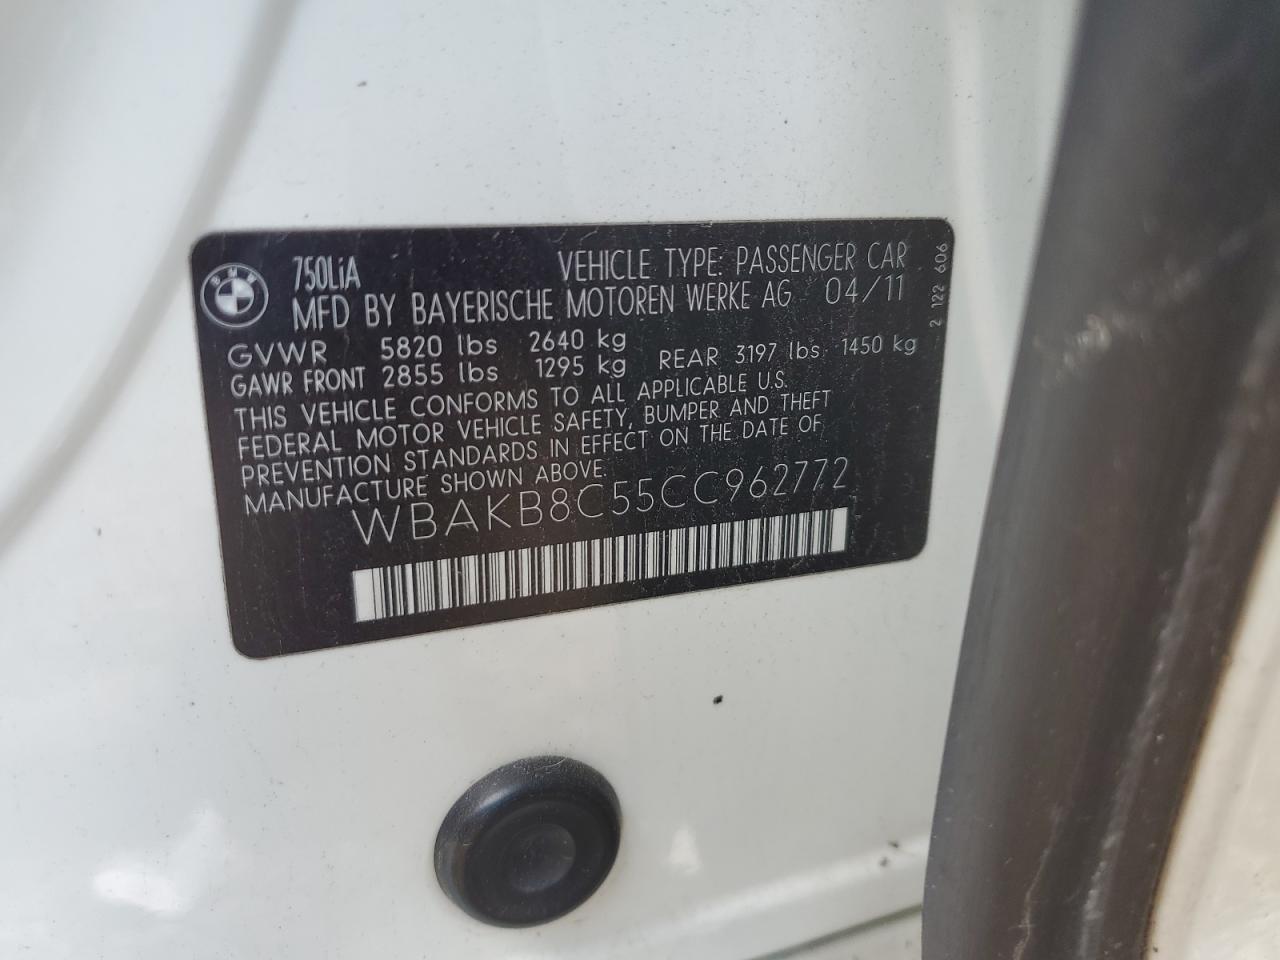 BMW
750LiA VEHICLE TYPE: PASSENGER CAR
MFD BY BAYERISCHE MOTOREN WERKE AG 04/11
GVWR 5820 lbs 2640 kg
GAWR FRONT 2855 lbs 1295 kg REAR 3197 lbs 1450 kg
THIS VEHICLE CONFORMS TO ALL APPLICABLE U.S.
FEDERAL MOTOR VEHICLE SAFETY, BUMPER AND THEFT
PREVENTION STANDARDS IN EFFECT ON THE DATE OF
MANUFACTURE SHOWN ABOVE.
WBAKB8C55CC962772
2 122 606